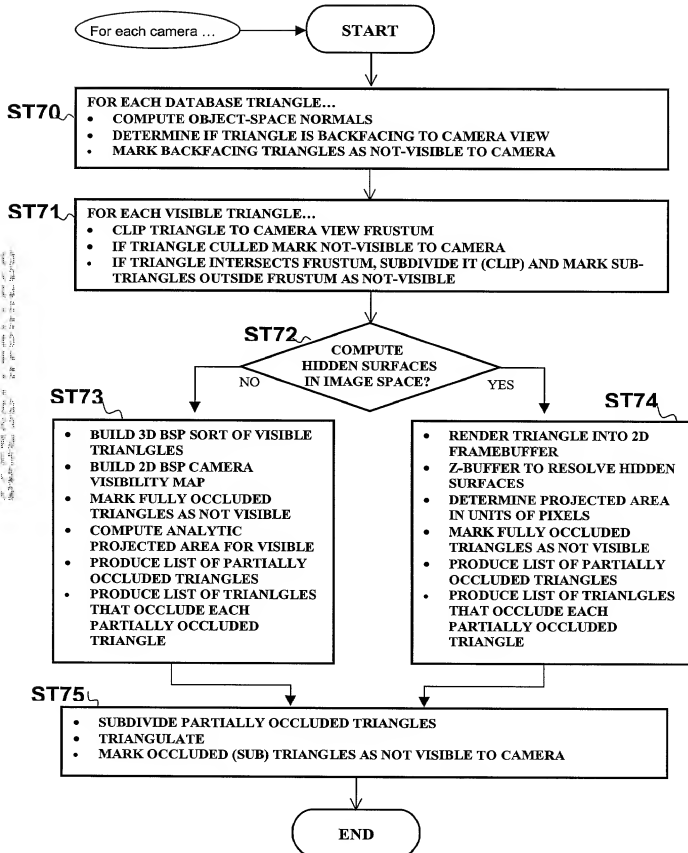 For each camera ...
START
ST70
FOR EACH DATABASE TRIANGLE...
• COMPUTE OBJECT-SPACE NORMALS
• DETERMINE IF TRIANGLE IS BACKFACING TO CAMERA VIEW
• MARK BACKFACING TRIANGLES AS NOT-VISIBLE TO CAMERA
ST71
FOR EACH VISIBLE TRIANGLE...
• CLIP TRIANGLE TO CAMERA VIEW FRUSTUM
• IF TRIANGLE CULLED MARK NOT-VISIBLE TO CAMERA
• IF TRIANGLE INTERSECTS FRUSTUM, SUBDIVIDE IT (CLIP) AND MARK SUB-
TRIANGLES OUTSIDE FRUSTUM AS NOT-VISIBLE
ST72
COMPUTE
HIDDEN SURFACES
IN IMAGE SPACE?
NO
YES
ST73
• BUILD 3D BSP SORT OF VISIBLE
TRIANLGLES
• BUILD 2D BSP CAMERA
VISIBILITY MAP
• MARK FULLY OCCLUDED
TRIANGLES AS NOT VISIBLE
• COMPUTE ANALYTIC
PROJECTED AREA FOR VISIBLE
• PRODUCE LIST OF PARTIALLY
OCCLUDED TRIANGLES
• PRODUCE LIST OF TRIANLGLES
THAT OCCLUDE EACH
PARTIALLY OCCLUDED
TRIANGLE
ST74
• RENDER TRIANGLE INTO 2D
FRAMEBUFFER
• Z-BUFFER TO RESOLVE HIDDEN
SURFACES
• DETERMINE PROJECTED AREA
IN UNITS OF PIXELS
• MARK FULLY OCCLUDED
TRIANGLES AS NOT VISIBLE
• PRODUCE LIST OF PARTIALLY
OCCLUDED TRIANGLES
• PRODUCE LIST OF TRIANLGLES
THAT OCCLUDE EACH
PARTIALLY OCCLUDED
TRIANGLE
ST75
• SUBDIVIDE PARTIALLY OCCLUDED TRIANGLES
• TRIANGULATE
• MARK OCCLUDED (SUB) TRIANGLES AS NOT VISIBLE TO CAMERA
END